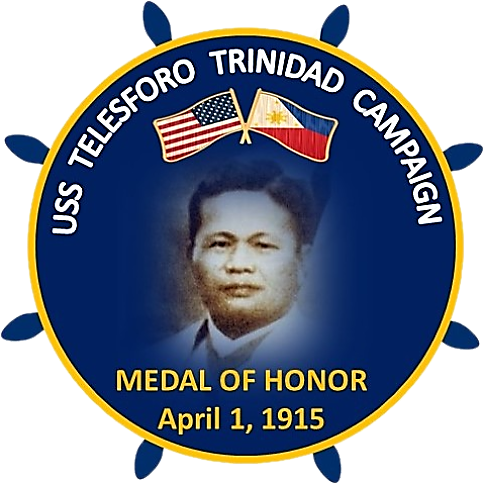 USS TELESFORO TRINIDAD CAMPAIGN
MEDAL OF HONOR
April 1, 1915